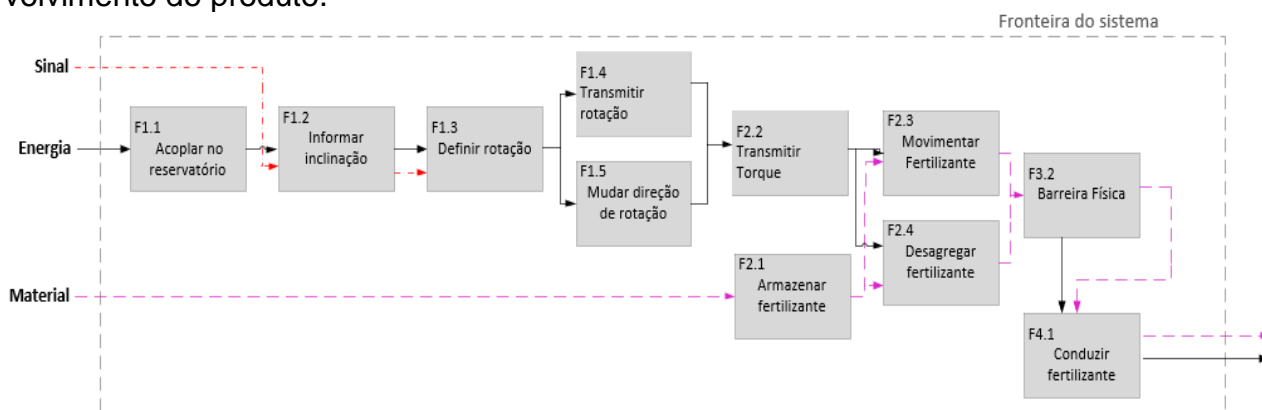 volvimento do produto.
Fronteira do sistema
Sinal
Energia
Material
F1.1
Acoplar no
reservatório
F1.2
Informar
inclinação
F1.3
Definir rotação
F1.4
Transmitir
rotação
F1.5
Mudar direção
de rotação
F2.2
Transmitir
Torque
F2.1
Armazenar
fertilizante
F2.3
Movimentar
Fertilizante
F2.4
Desagregar
fertilizante
F3.2
Barreira Física
F4.1
Conduzir
fertilizante